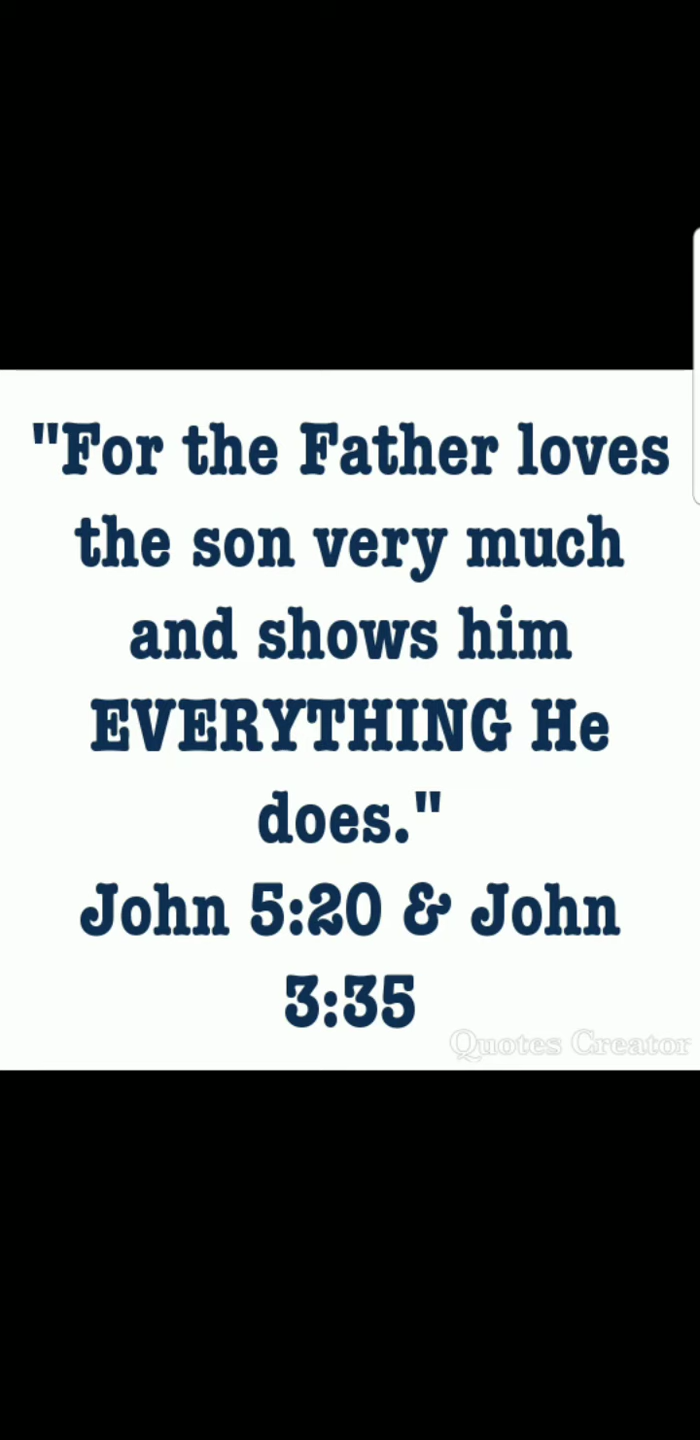 "For the Father loves
the son very much
and shows him
EVERYTHING He
does."
John 5:20 & John
3:35
Quotes Creator